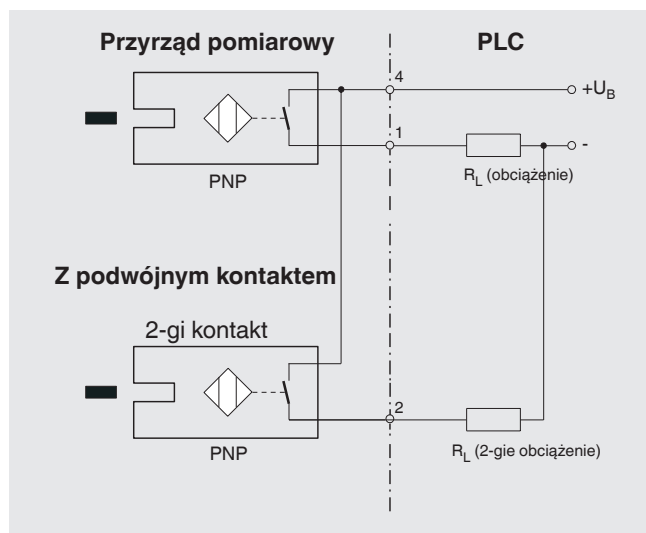 Przyrząd pomiarowy
PLC
4
+U_B
1
-
R_L (obciążenie)
PNP
Z podwójnym kontaktem
2-gi kontakt
2
R_L (2-gie obciążenie)
PNP